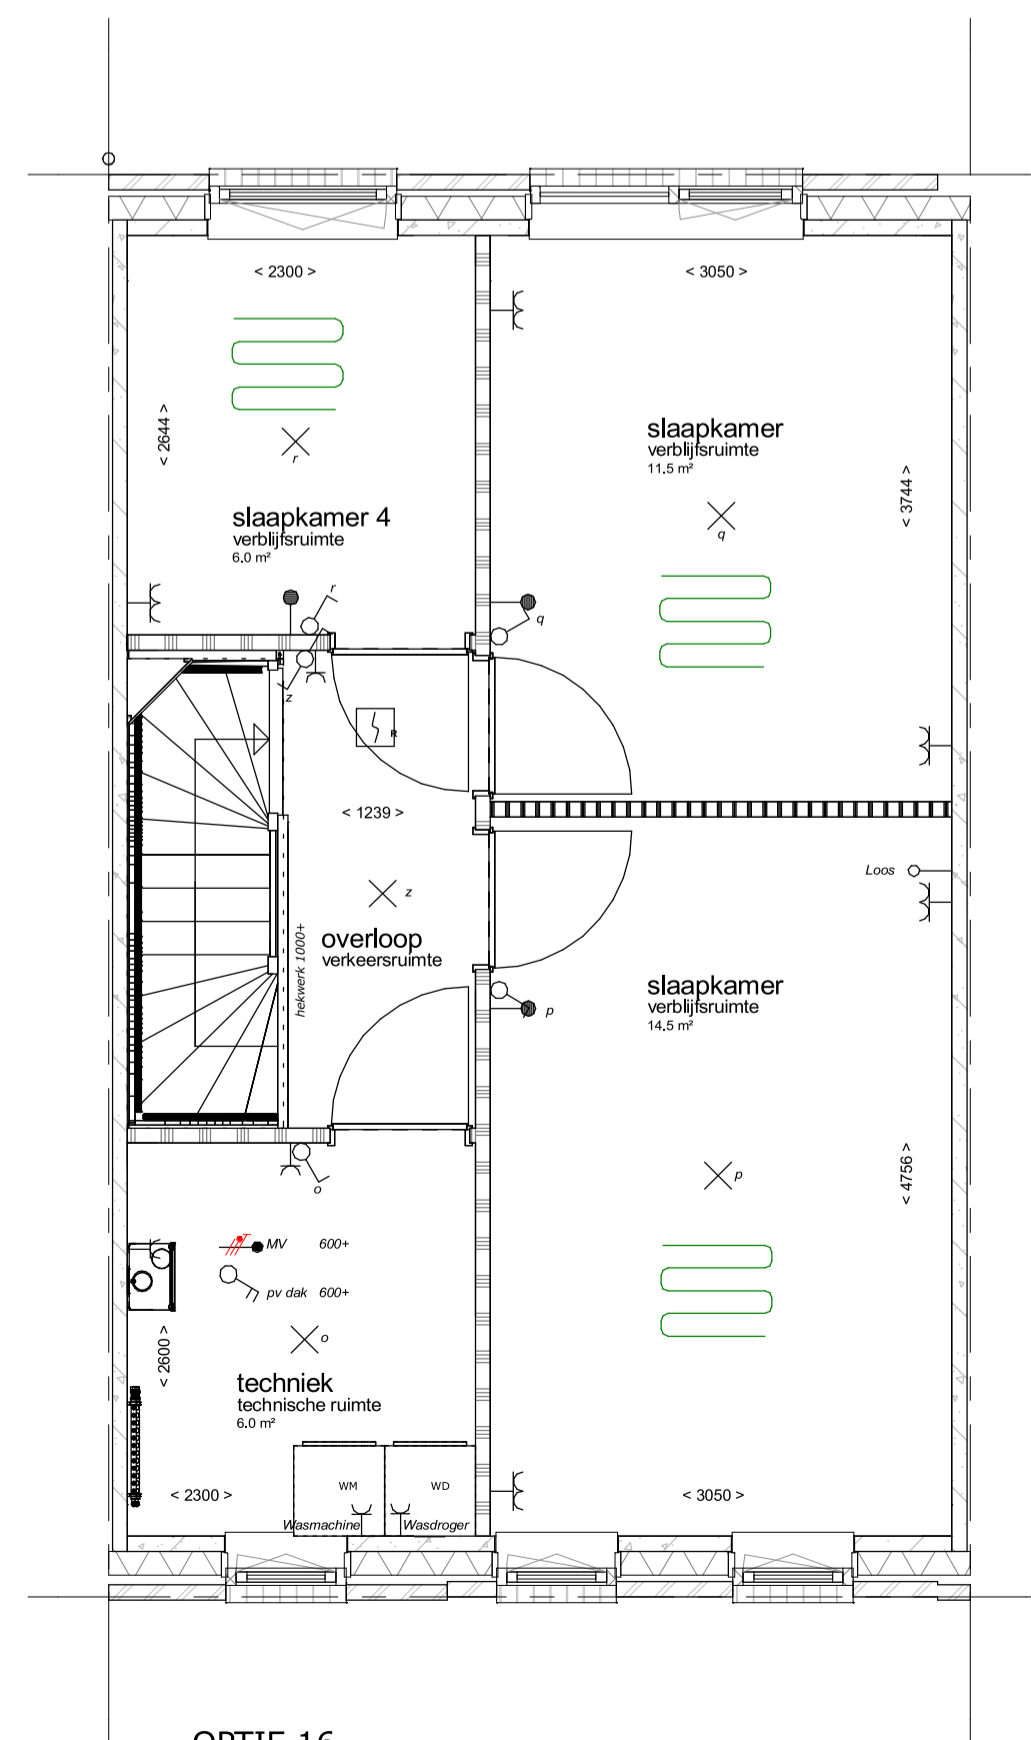 < 2300 >
< 3050 >
< 2644 >
r
slaapkamer
verblijfsruimte
11.5 m²
< 3744 >
q
slaapkamer 4
verblijfsruimte
6.0 m²
r
q
z
R
< 1239 >
z
Loos
overloop
verkeersruimte
hekwerk 1000+
slaapkamer
verblijfsruimte
14.5 m²
p
p
< 4756 >
o
MV 600+
pv dak 600+
o
< 2600 >
techniek
technische ruimte
6.0 m²
WM
WD
< 2300 >
< 3050 >
Wasmachine
Wasdroger
OPTIE 16